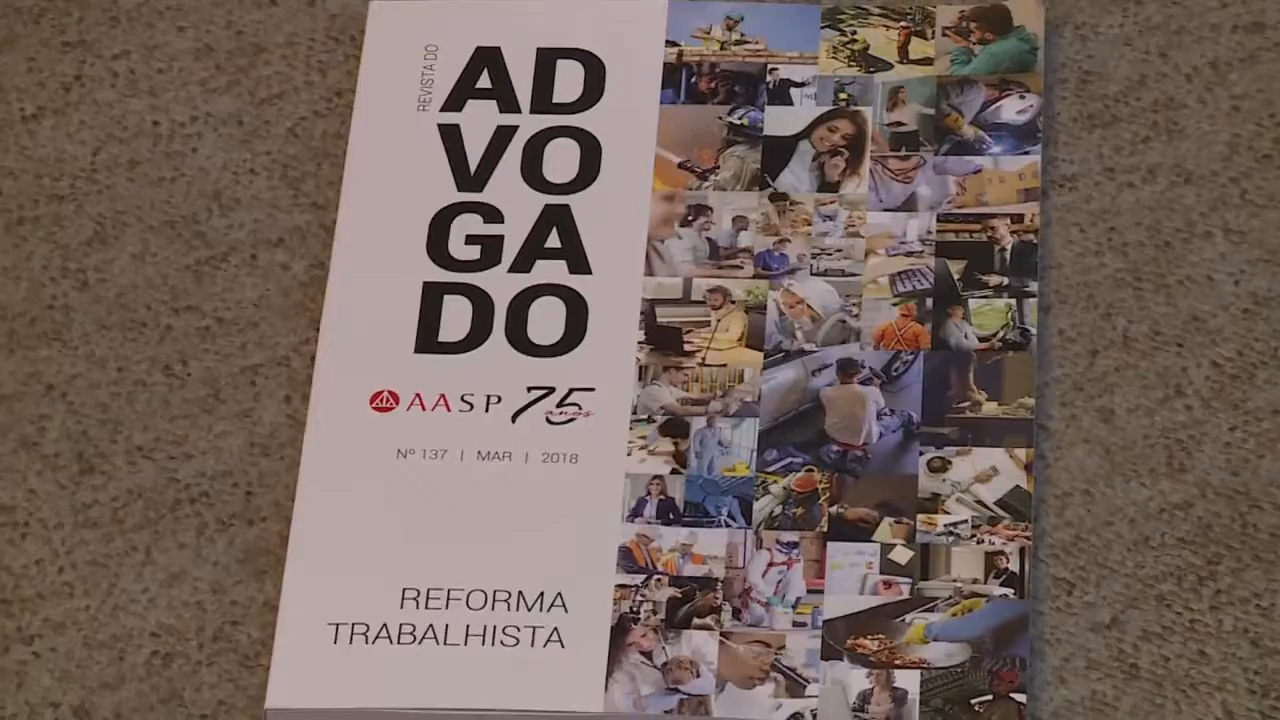 REVISTA DO
AD
VO
GA
DO
AASP 75 anos
Nº 137 | MAR | 2018
REFORMA
TRABALHISTA